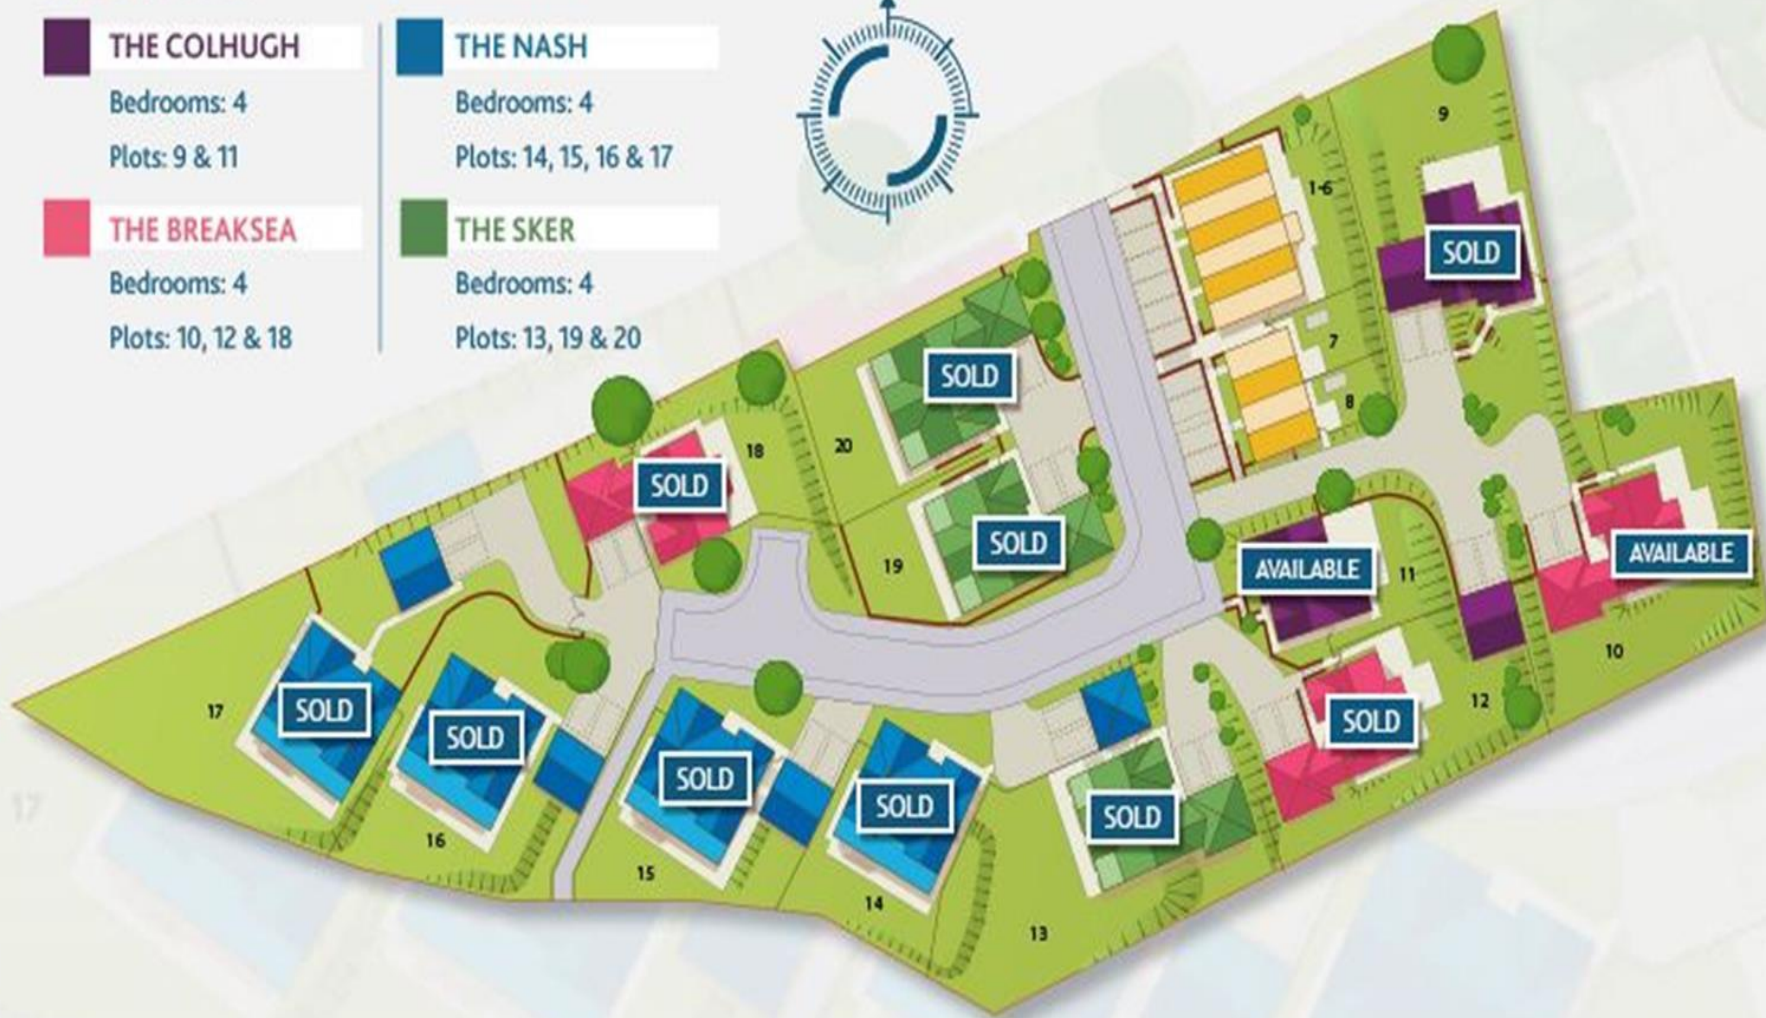 THE COLHUGH
Bedrooms: 4
Plots: 9 & 11
THE NASH
Bedrooms: 4
Plots: 14, 15, 16 & 17
THE BREAKSEA
Bedrooms: 4
Plots: 10, 12 & 18
THE SKER
Bedrooms: 4
Plots: 13, 19 & 20
9
1-6
SOLD
7
SOLD
8
20
18
SOLD
SOLD
19
AVAILABLE
11
AVAILABLE
10
12
17
SOLD
SOLD
SOLD
SOLD
SOLD
SOLD
16
15
14
13
17